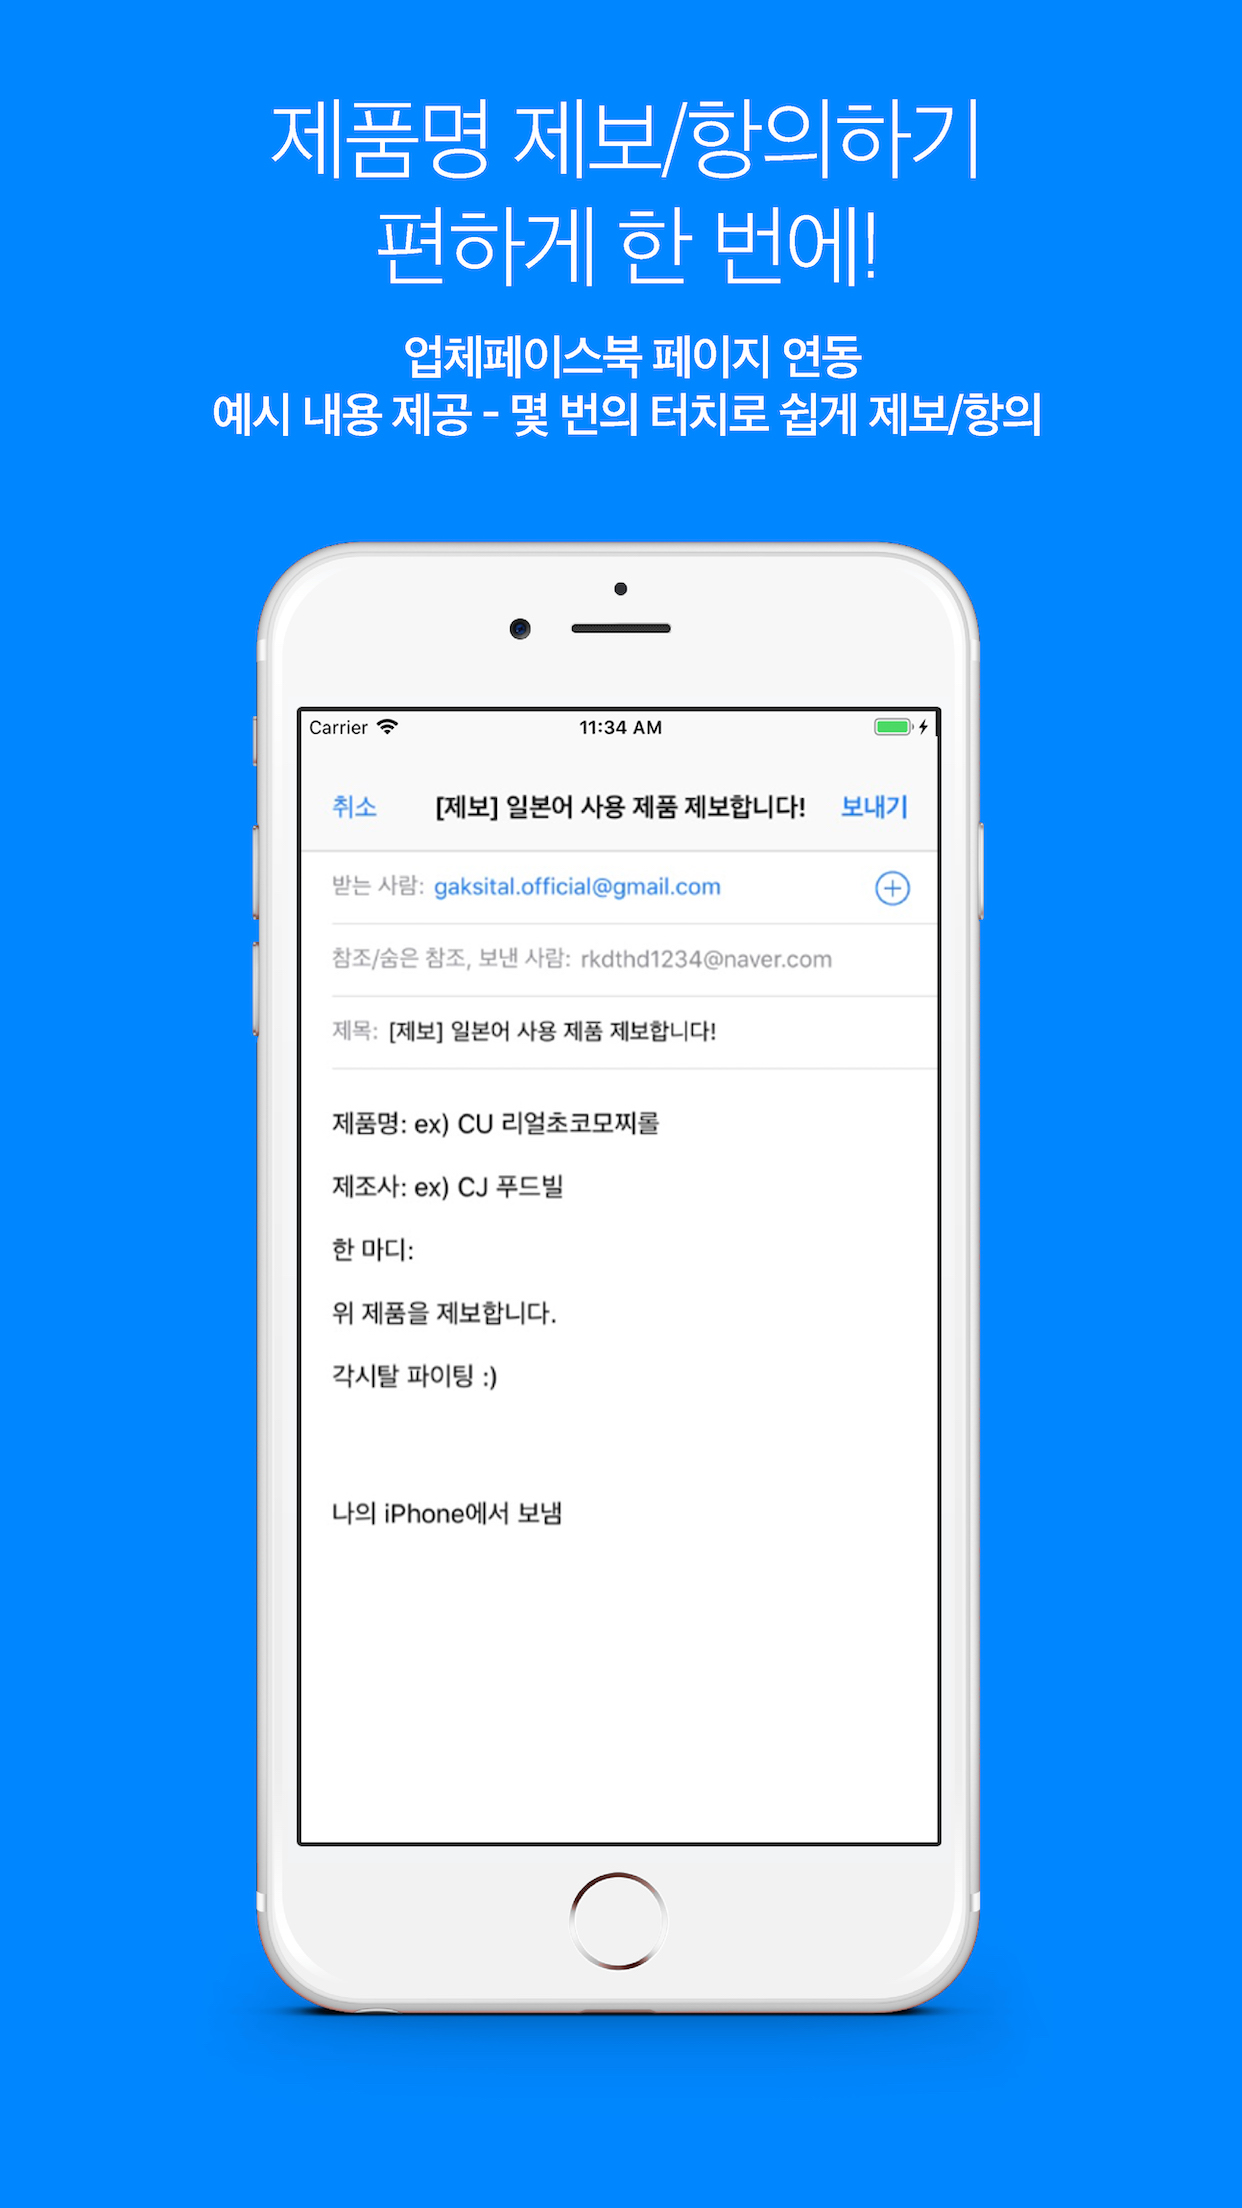 제품명 제보/항의하기
편하게 한 번에!
업체페이스북 페이지 연동
예시 내용 제공 - 몇 번의 터치로 쉽게 제보/항의
Carrier 11:34 AM
취소 [제보] 일본어 사용 제품 제보합니다! 보내기
받는 사람: gaksital.official@gmail.com
참조/숨은 참조, 보낸 사람: rkdthd1234@naver.com
제목: [제보] 일본어 사용 제품 제보합니다!
제품명: ex) CU 리얼초코모찌롤
제조사: ex) CJ 푸드빌
한 마디:
위 제품을 제보합니다.
각시탈 파이팅 :)
나의 iPhone에서 보냄